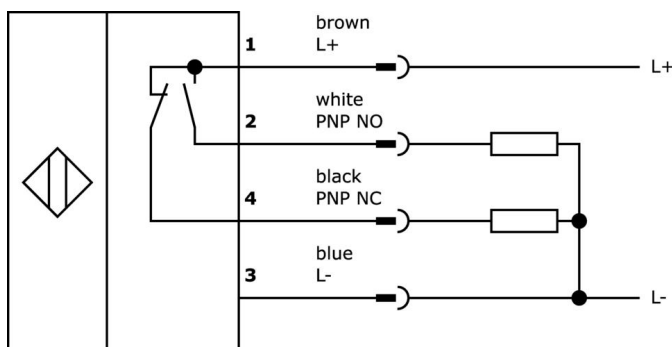 brown
1 L+
L+
white
2 PNP NO
black
4 PNP NC
blue
3 L-
L-